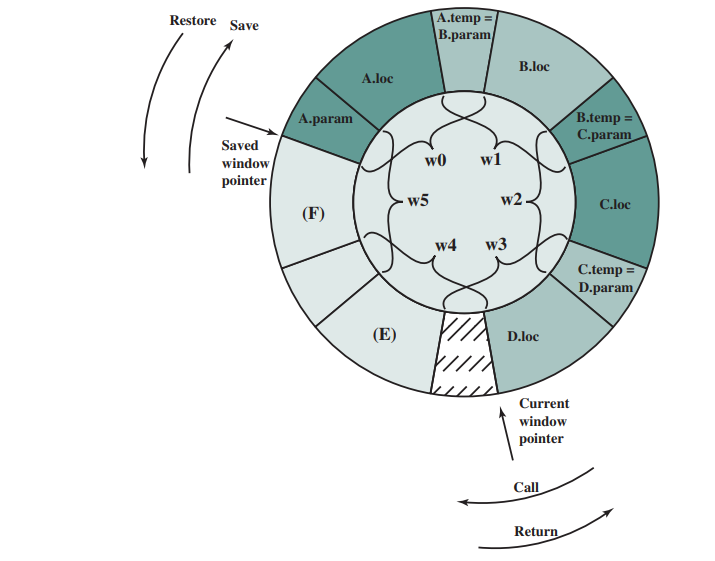 Restore
Save
A.temp =
B.param
B.loc
A.loc
A.param
B.temp =
C.param
Saved
window
pointer
w0
w1
w5
w2
C.loc
(F)
w4
w3
C.temp =
D.param
(E)
D.loc
Current
window
pointer
Call
Return